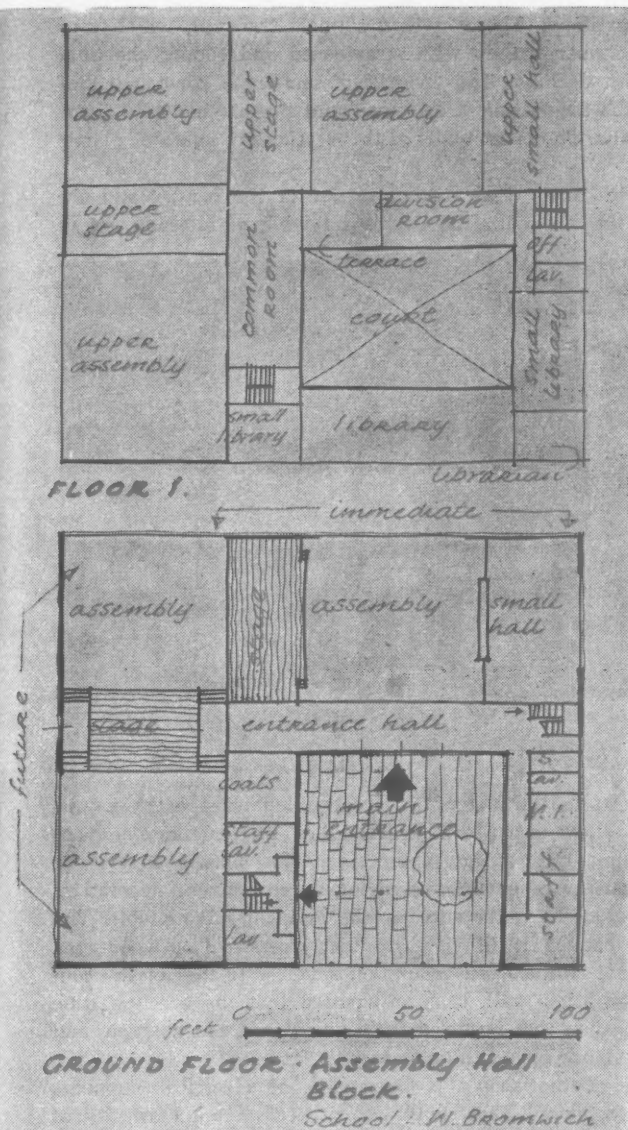 upper
assembly
upper
stage
upper
assembly
upper
small hall
upper
stage
division
room
terrace
off.
lav.
common
room
court
small
library
upper
assembly
small
library
library
librarian
FLOOR 1.
immediate
assembly
stage
assembly
small
hall
future
stage
entrance hall
coats
main
entrance
lav.
M.I.
staff
lav.
staff
assembly
lav
0 50 100
feet
GROUND FLOOR · Assembly Hall
Block.
School : W. Bromwich